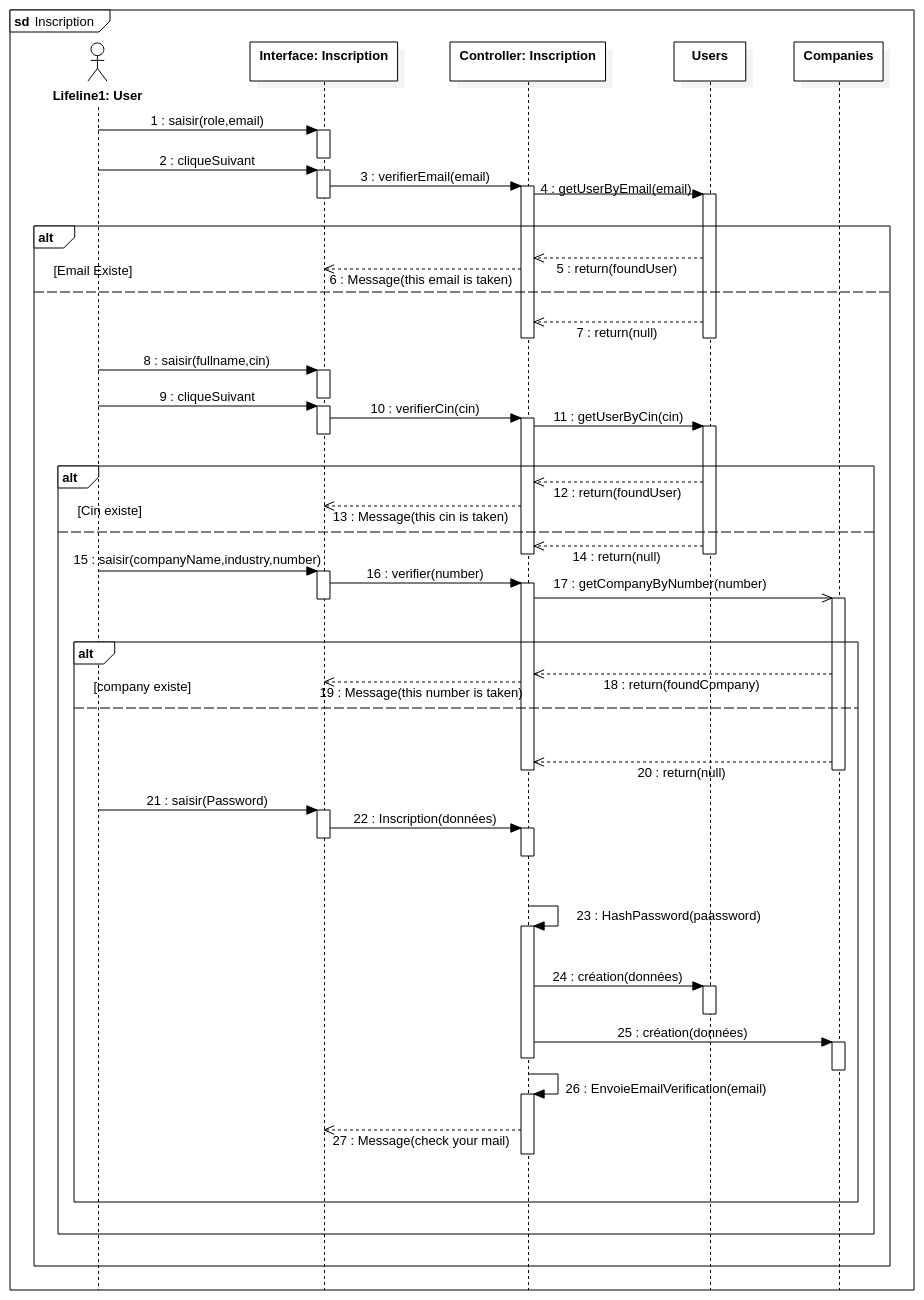 sd Inscription
Interface: Inscription
Controller: Inscription
Users
Companies
Lifeline1: User
1 : saisir(role,email)
2 : cliqueSuivant
3 : verifierEmail(email)
4 : getUserByEmail(email)
alt
[Email Existe]
5 : return(foundUser)
6 : Message(this email is taken)
7 : return(null)
8 : saisir(fullname,cin)
9 : cliqueSuivant
10 : verifierCin(cin)
11 : getUserByCin(cin)
alt
[Cin existe]
12 : return(foundUser)
13 : Message(this cin is taken)
14 : return(null)
15 : saisir(companyName,industry,number)
16 : verifier(number)
17 : getCompanyByNumber(number)
alt
[company existe]
18 : return(foundCompany)
19 : Message(this number is taken)
20 : return(null)
21 : saisir(Password)
22 : Inscription(données)
23 : HashPassword(paassword)
24 : création(données)
25 : création(données)
26 : EnvoieEmailVerification(email)
27 : Message(check your mail)